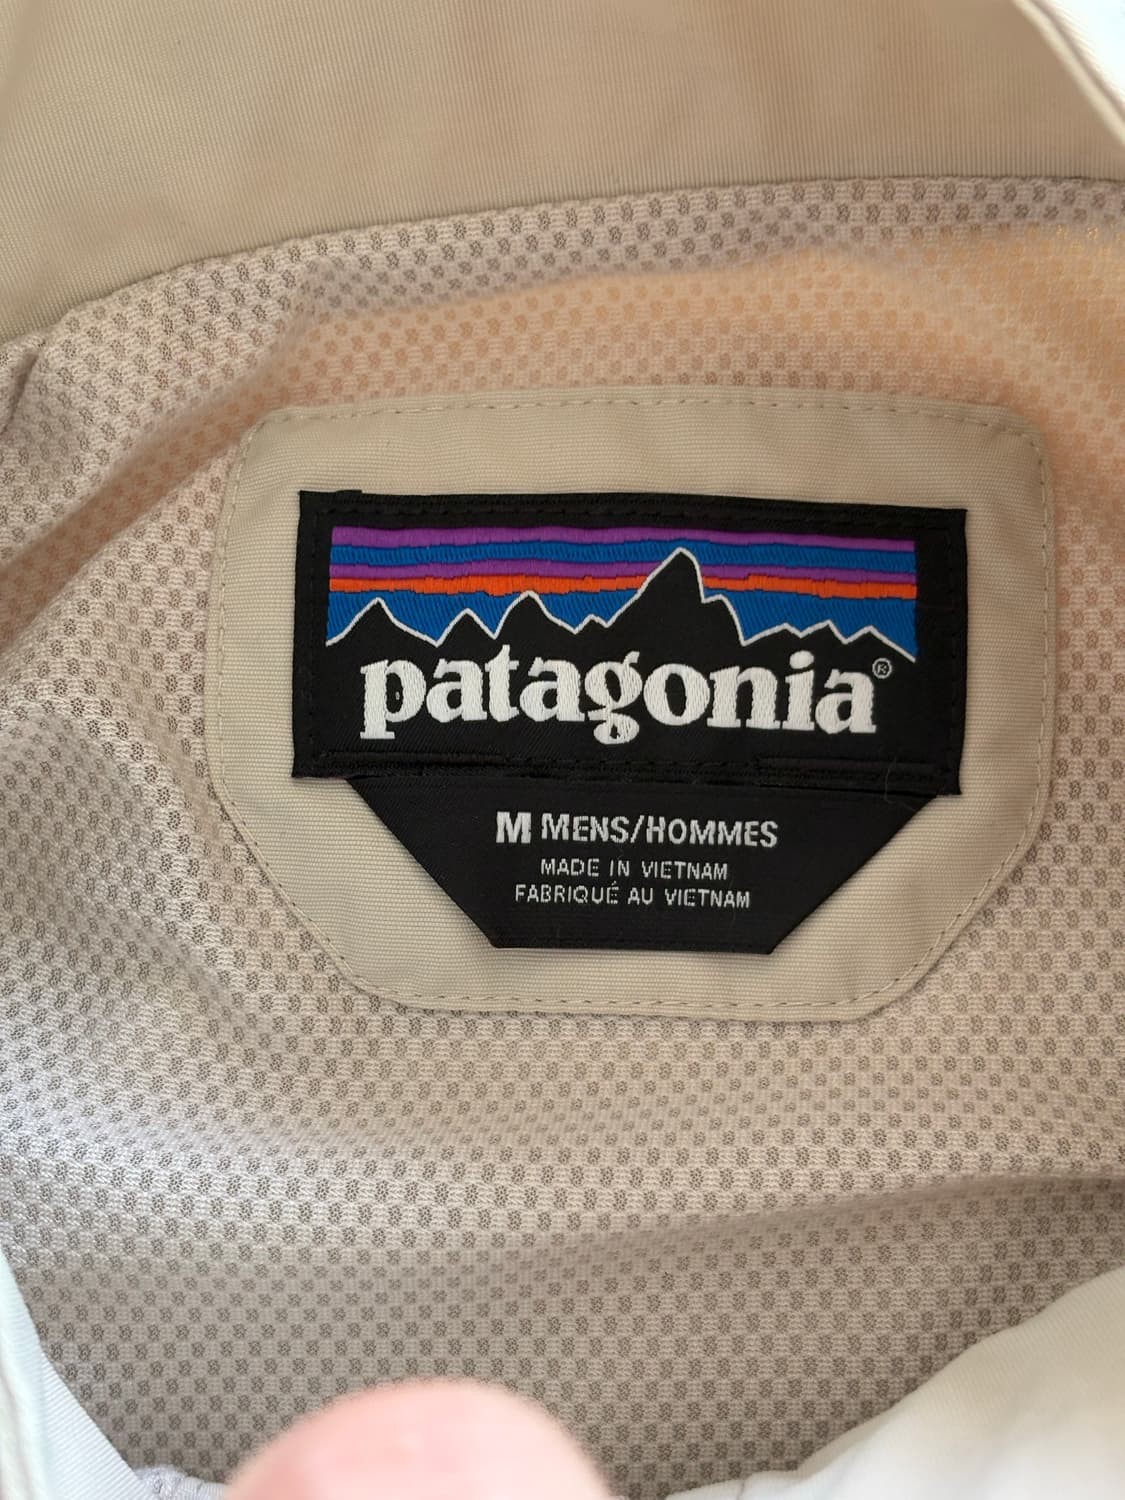 patagonia®
M MENS/HOMMES
MADE IN VIETNAM
FABRIQUÉ AU VIETNAM